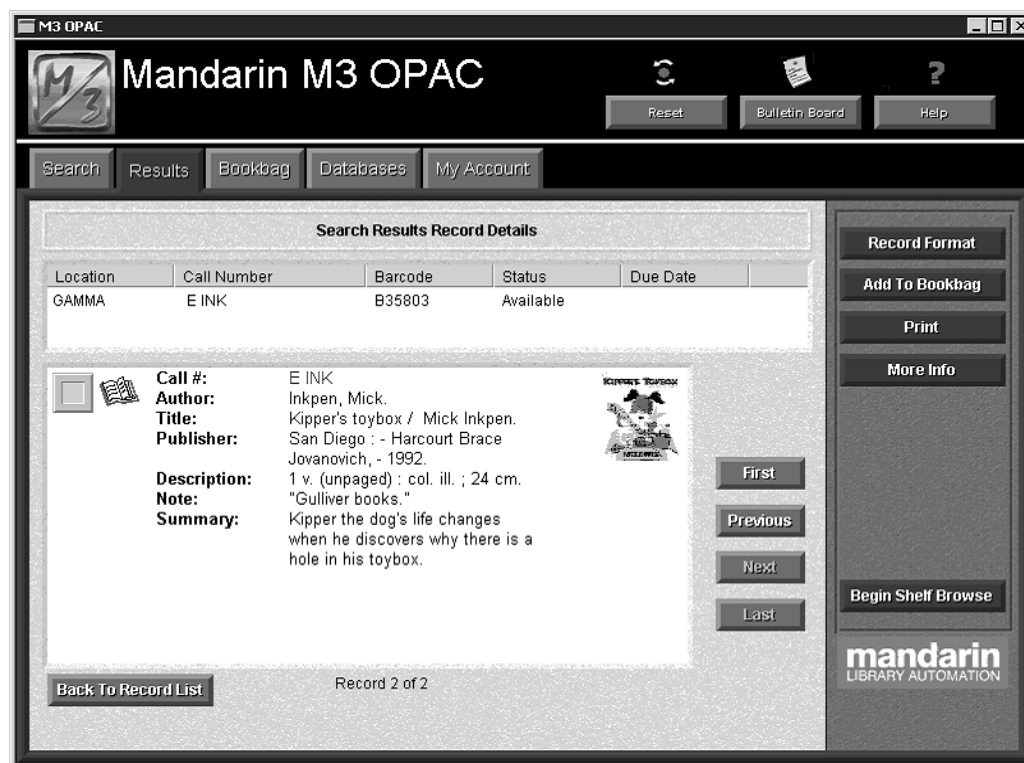 M3 OPAC
M/3
Mandarin M3 OPAC
Reset
Bulletin Board
?
Help
Search
Results
Bookbag
Databases
My Account
Search Results Record Details
Location Call Number Barcode Status Due Date
GAMMA E INK B35803 Available
Call #: E INK
Author: Inkpen, Mick.
Title: Kipper's toybox / Mick Inkpen.
Publisher: San Diego : - Harcourt Brace
Jovanovich, - 1992.
Description: 1 v. (unpaged) : col. ill. ; 24 cm.
Note: "Gulliver books."
Summary: Kipper the dog's life changes
when he discovers why there is a
hole in his toybox.
KIPPER'S TOYBOX
MICK INKPEN
First
Previous
Next
Last
Back To Record List
Record 2 of 2
Record Format
Add To Bookbag
Print
More Info
Begin Shelf Browse
mandarin
LIBRARY AUTOMATION